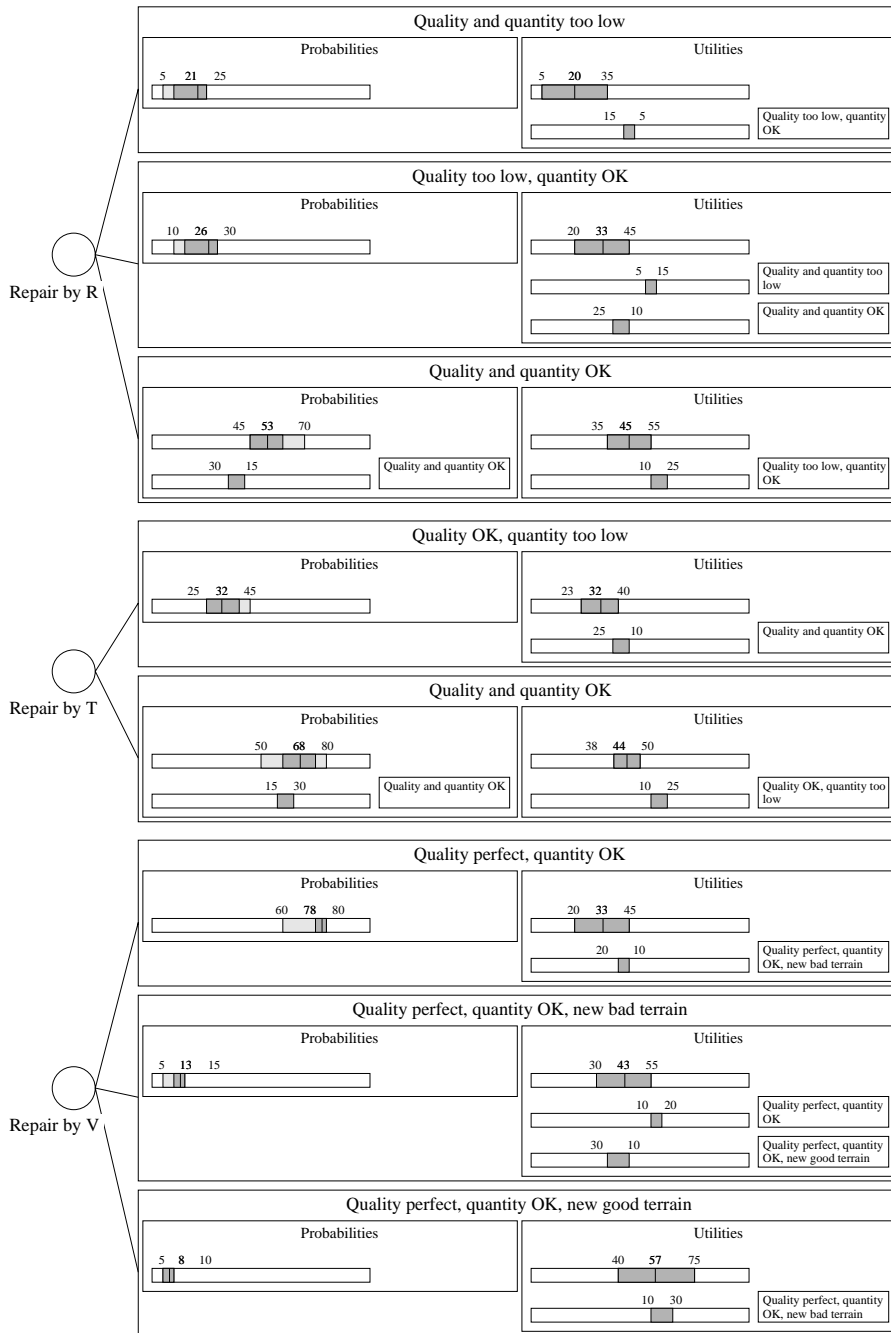 Quality and quantity too low
Probabilities
5 21 25
Utilities
5 20 35
15 5
Quality too low, quantity
OK
Quality too low, quantity OK
Probabilities
10 26 30
Utilities
20 33 45
5 15
Quality and quantity too
low
25 10
Quality and quantity OK
Repair by R
Quality and quantity OK
Probabilities
45 53 70
30 15
Quality and quantity OK
Utilities
35 45 55
10 25
Quality too low, quantity
OK
Quality OK, quantity too low
Probabilities
25 32 45
Utilities
23 32 40
25 10
Quality and quantity OK
Repair by T
Quality and quantity OK
Probabilities
50 68 80
15 30
Quality and quantity OK
Utilities
38 44 50
10 25
Quality OK, quantity too
low
Quality perfect, quantity OK
Probabilities
60 78 80
Utilities
20 33 45
20 10
Quality perfect, quantity
OK, new bad terrain
Quality perfect, quantity OK, new bad terrain
Probabilities
5 13 15
Utilities
30 43 55
10 20
Quality perfect, quantity
OK
30 10
Quality perfect, quantity
OK, new good terrain
Repair by V
Quality perfect, quantity OK, new good terrain
Probabilities
5 8 10
Utilities
40 57 75
10 30
Quality perfect, quantity
OK, new bad terrain